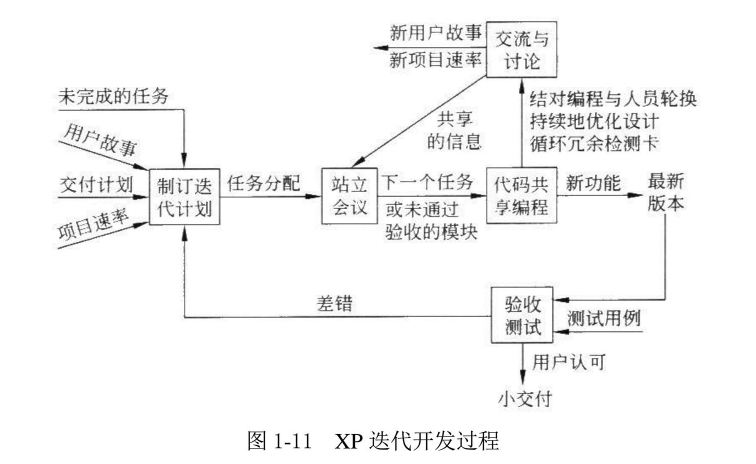 新用户故事
新项目速率
交流与
讨论
未完成的任务
共享
的信息
结对编程与人员轮换
持续地优化设计
循环冗余检测卡
用户故事
交付计划
项目速率
制订迭
代计划
任务分配
站立
会议
下一个任务
或未通过
验收的模块
代码共
享编程
新功能
最新
版本
差错
验收
测试
测试用例
用户认可
小交付
图 1-11 XP 迭代开发过程